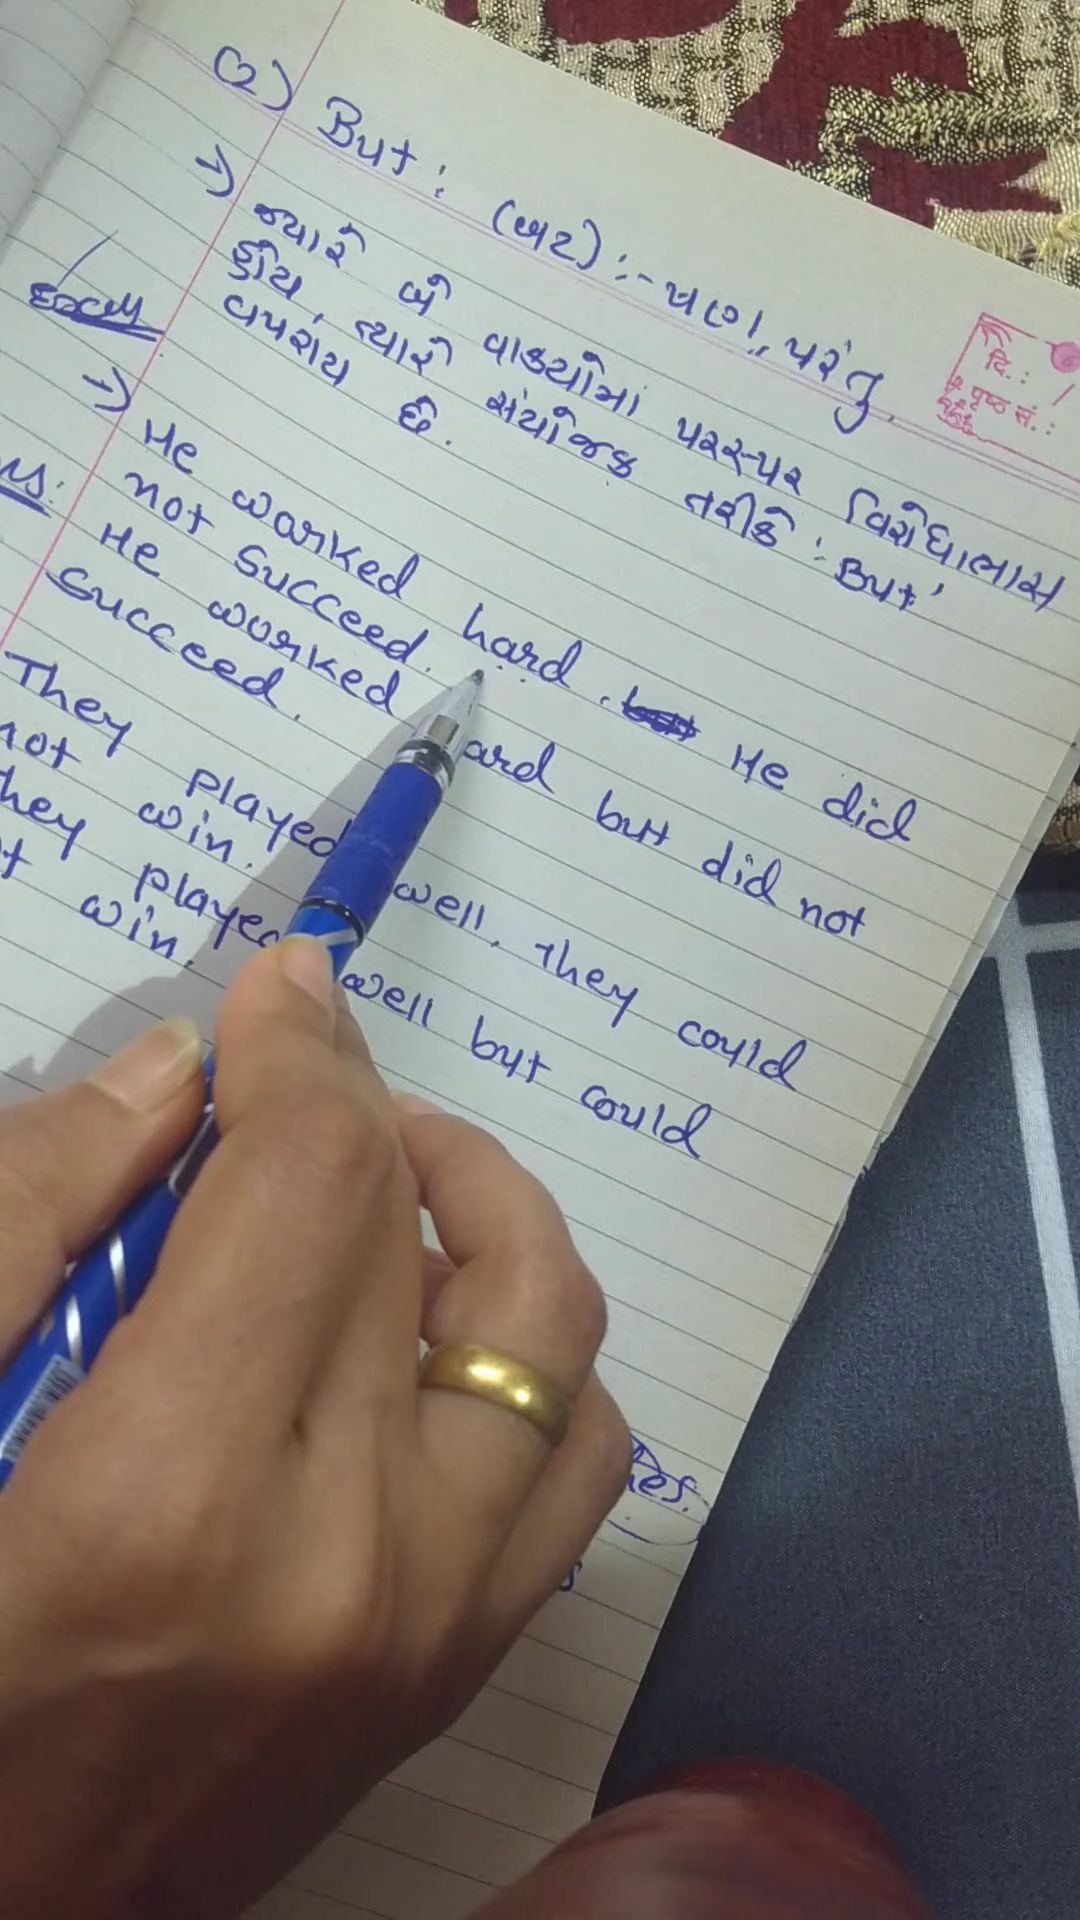 (2) But : (બટ) :- પણ, પરંતુ.
→ જ્યારે બે વાક્યોમાં પરસ્પર વિરોધાભાસ
હોય, ત્યારે સંયોજક તરીકે 'But'
વપરાય છે.
→ He worked hard. He did
not succeed.
He worked ard but did not
succeed.
They played well. They could
not win.
they played well but could
win.
दि.:
पृष्ठ सं.: